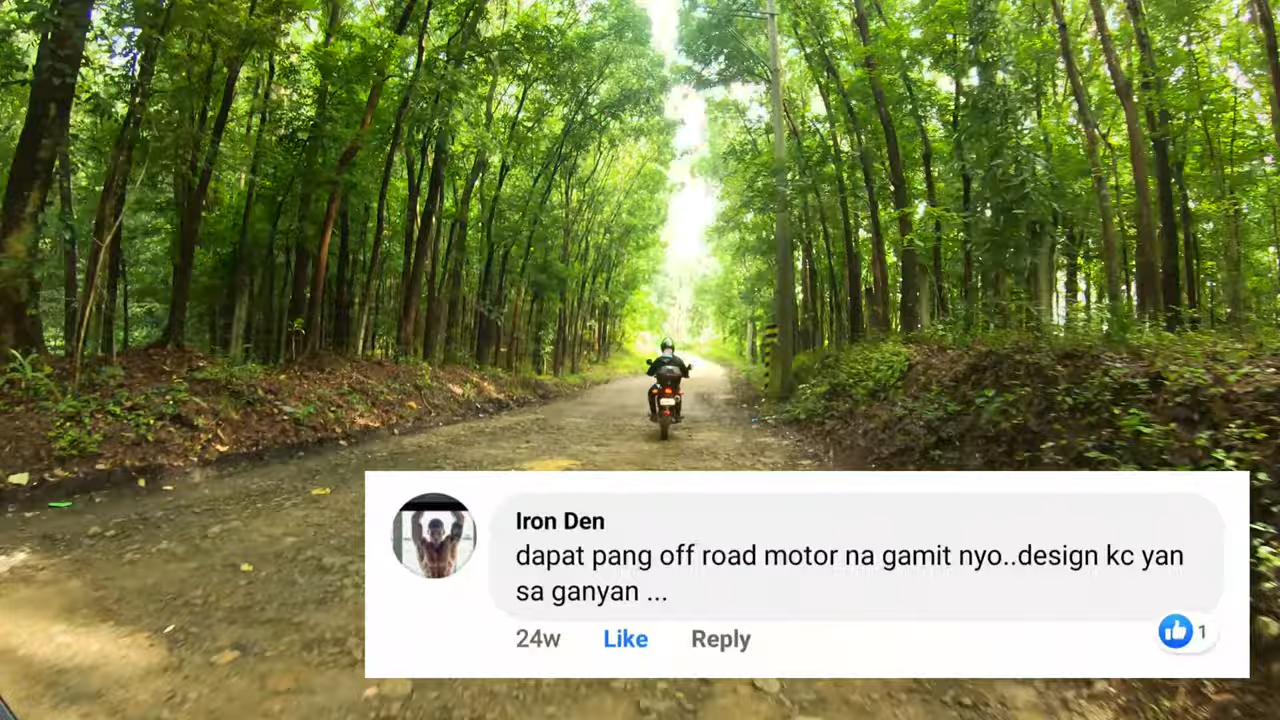 Iron Den
dapat pang off road motor na gamit nyo..design kc yan
sa ganyan ...
24w Like Reply
1